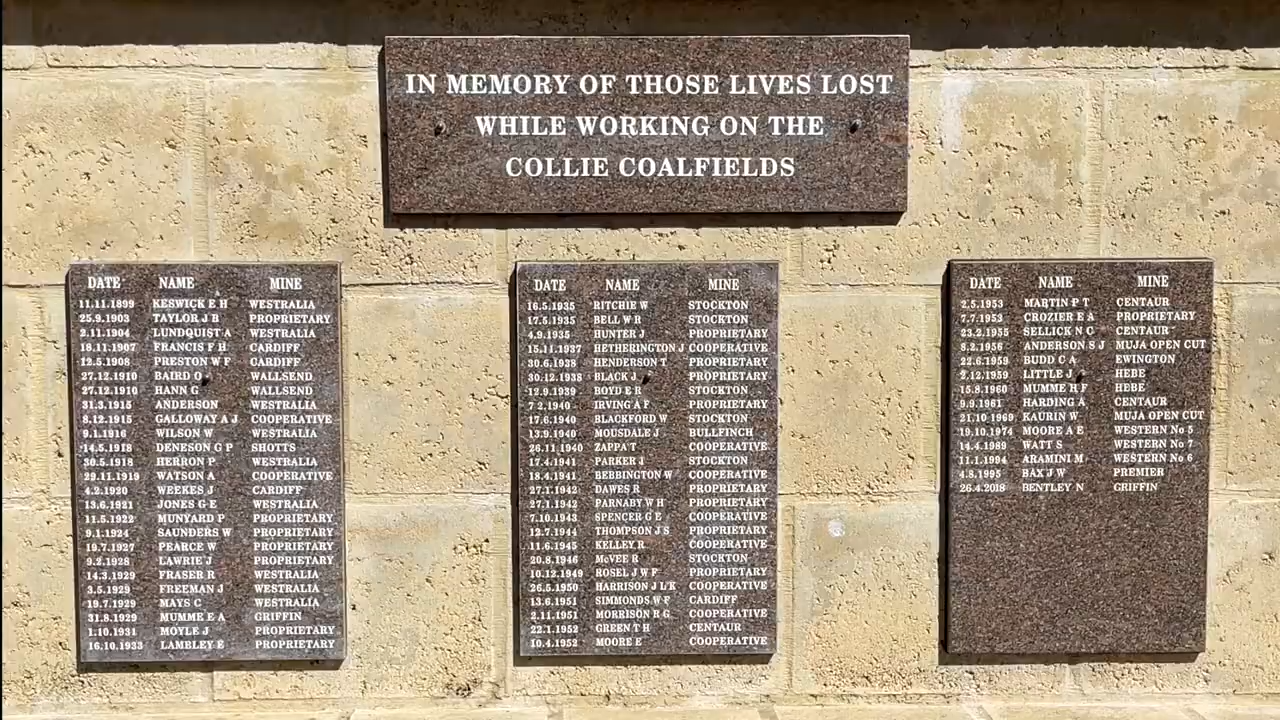 IN MEMORY OF THOSE LIVES LOST
WHILE WORKING ON THE
COLLIE COALFIELDS
DATE NAME MINE
11.11.1899 KESWICK E H WESTRALIA
25.9.1903 TAYLOR J B PROPRIETARY
2.11.1904 LUNDQUIST A WESTRALIA
18.11.1907 FRANCIS F H CARDIFF
12.5.1908 PRESTON W F CARDIFF
27.12.1910 BAIRD O WALLSEND
27.12.1910 HANN G WALLSEND
31.3.1915 ANDERSON WESTRALIA
8.12.1915 GALLOWAY A J COOPERATIVE
9.1.1916 WILSON W WESTRALIA
14.5.1918 DENESON G P SHOTTS
30.5.1918 HERRON P WESTRALIA
29.11.1919 WATSON A COOPERATIVE
4.2.1920 WEEKES J CARDIFF
13.6.1921 JONES G E WESTRALIA
11.5.1922 MUNYARD P PROPRIETARY
9.1.1924 SAUNDERS W PROPRIETARY
19.7.1927 PEARCE W PROPRIETARY
9.2.1928 LAWRIE J PROPRIETARY
14.3.1929 FRASER R WESTRALIA
3.5.1929 FREEMAN J WESTRALIA
19.7.1929 MAYS C WESTRALIA
31.8.1929 MUMME E A GRIFFIN
1.10.1931 MOYLE J PROPRIETARY
16.10.1933 LAMBLEY E PROPRIETARY
DATE NAME MINE
16.5.1935 RITCHIE W STOCKTON
17.5.1935 BELL W R STOCKTON
4.9.1935 HUNTER J PROPRIETARY
15.11.1937 HETHERINGTON J COOPERATIVE
30.6.1938 HENDERSON T PROPRIETARY
30.12.1938 BLACK J PROPRIETARY
12.9.1939 BOYD E R STOCKTON
7 2.1940 IRVING A F PROPRIETARY
17.6.1940 BLACKFORD W STOCKTON
13.9.1940 MOUSDALE J BULLFINCH
26.11.1940 ZAPPA T COOPERATIVE
17.4.1941 PARKER J STOCKTON
18.4.1941 BEBBINGTON W COOPERATIVE
27.1.1942 DAWES R PROPRIETARY
27.1.1942 PARNABY W H PROPRIETARY
7.10.1943 SPENCER G E COOPERATIVE
12.7.1944 THOMPSON J S PROPRIETARY
11.6.1945 KELLEY R COOPERATIVE
20.8.1946 McVEE R STOCKTON
10.12.1949 ROSEL J W F PROPRIETARY
26.5.1950 HARRISON J L K COOPERATIVE
13.6.1951 SIMMONDS W F CARDIFF
2.11.1951 MORRISON R G COOPERATIVE
22.1.1952 GREEN T H CENTAUR
10.4.1952 MOORE E COOPERATIVE
DATE NAME MINE
2.5.1953 MARTIN P T CENTAUR
7.7.1953 CROZIER E A PROPRIETARY
23.2.1955 SELLICK N C CENTAUR
8.2.1956 ANDERSON S J MUJA OPEN CUT
22.6.1959 BUDD C A EWINGTON
2.12.1959 LITTLE J HEBE
15.8.1960 MUMME H F HEBE
9.9.1961 HARDING A CENTAUR
21.10 1969 KAURIN W MUJA OPEN CUT
19.10.1974 MOORE A E WESTERN No 5
14.4.1989 WATT S WESTERN No 7
11.1.1994 ARAMINI M WESTERN No 6
4.8.1995 BAX J W PREMIER
26.4.2018 BENTLEY N GRIFFIN